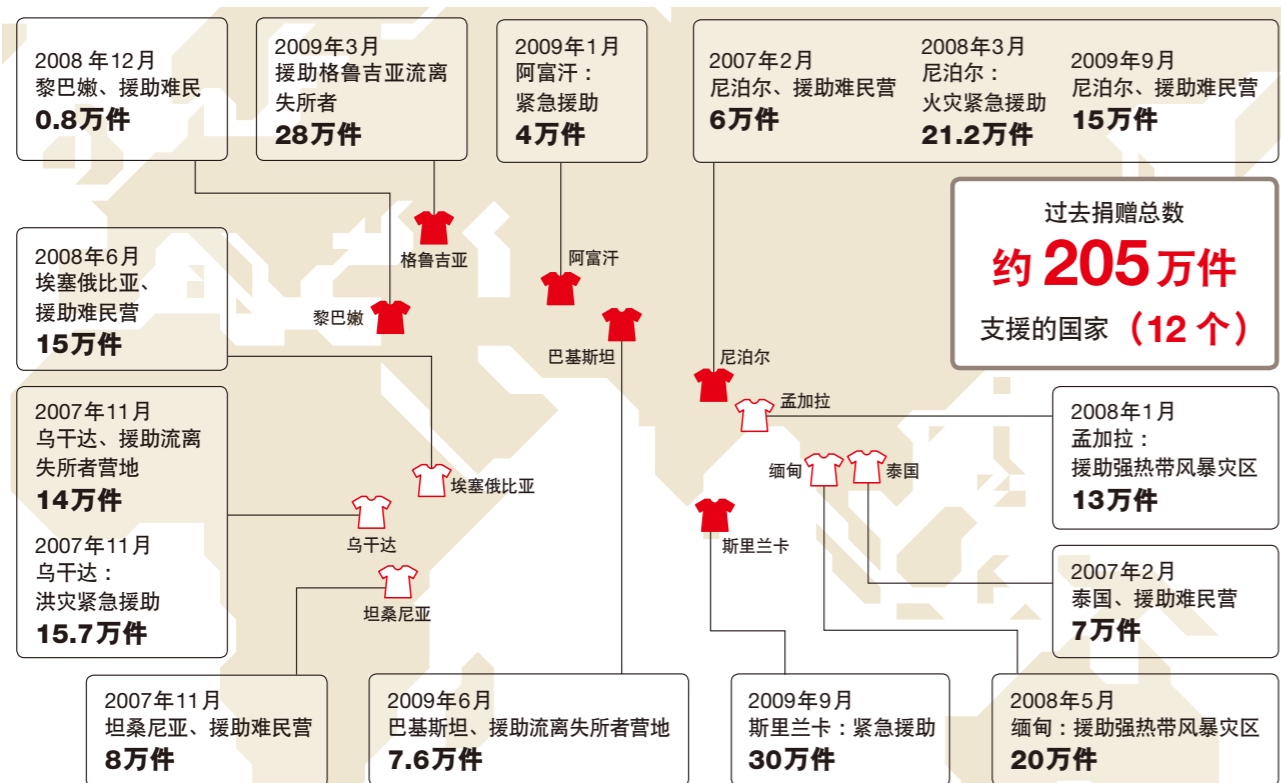 2008 年12月
黎巴嫩、援助难民
0.8万件
2009年3月
援助格鲁吉亚流离
失所者
28万件
2009年1月
阿富汗：
紧急援助
4万件
2007年2月
尼泊尔、援助难民营
6万件
2008年3月
尼泊尔：
火灾紧急援助
21.2万件
2009年9月
尼泊尔、援助难民营
15万件
过去捐赠总数
约 205 万件
支援的国家（12 个）
格鲁吉亚
阿富汗
黎巴嫩
巴基斯坦
尼泊尔
孟加拉
2008年6月
埃塞俄比亚、
援助难民营
15万件
2007年11月
乌干达、援助流离
失所者营地
14万件
2007年11月
乌干达：
洪灾紧急援助
15.7万件
埃塞俄比亚
乌干达
坦桑尼亚
缅甸
泰国
斯里兰卡
2008年1月
孟加拉：
援助强热带风暴灾区
13万件
2007年2月
泰国、援助难民营
7万件
2007年11月
坦桑尼亚、援助难民营
8万件
2009年6月
巴基斯坦、援助流离失所者营地
7.6万件
2009年9月
斯里兰卡：紧急援助
30万件
2008年5月
缅甸：援助强热带风暴灾区
20万件